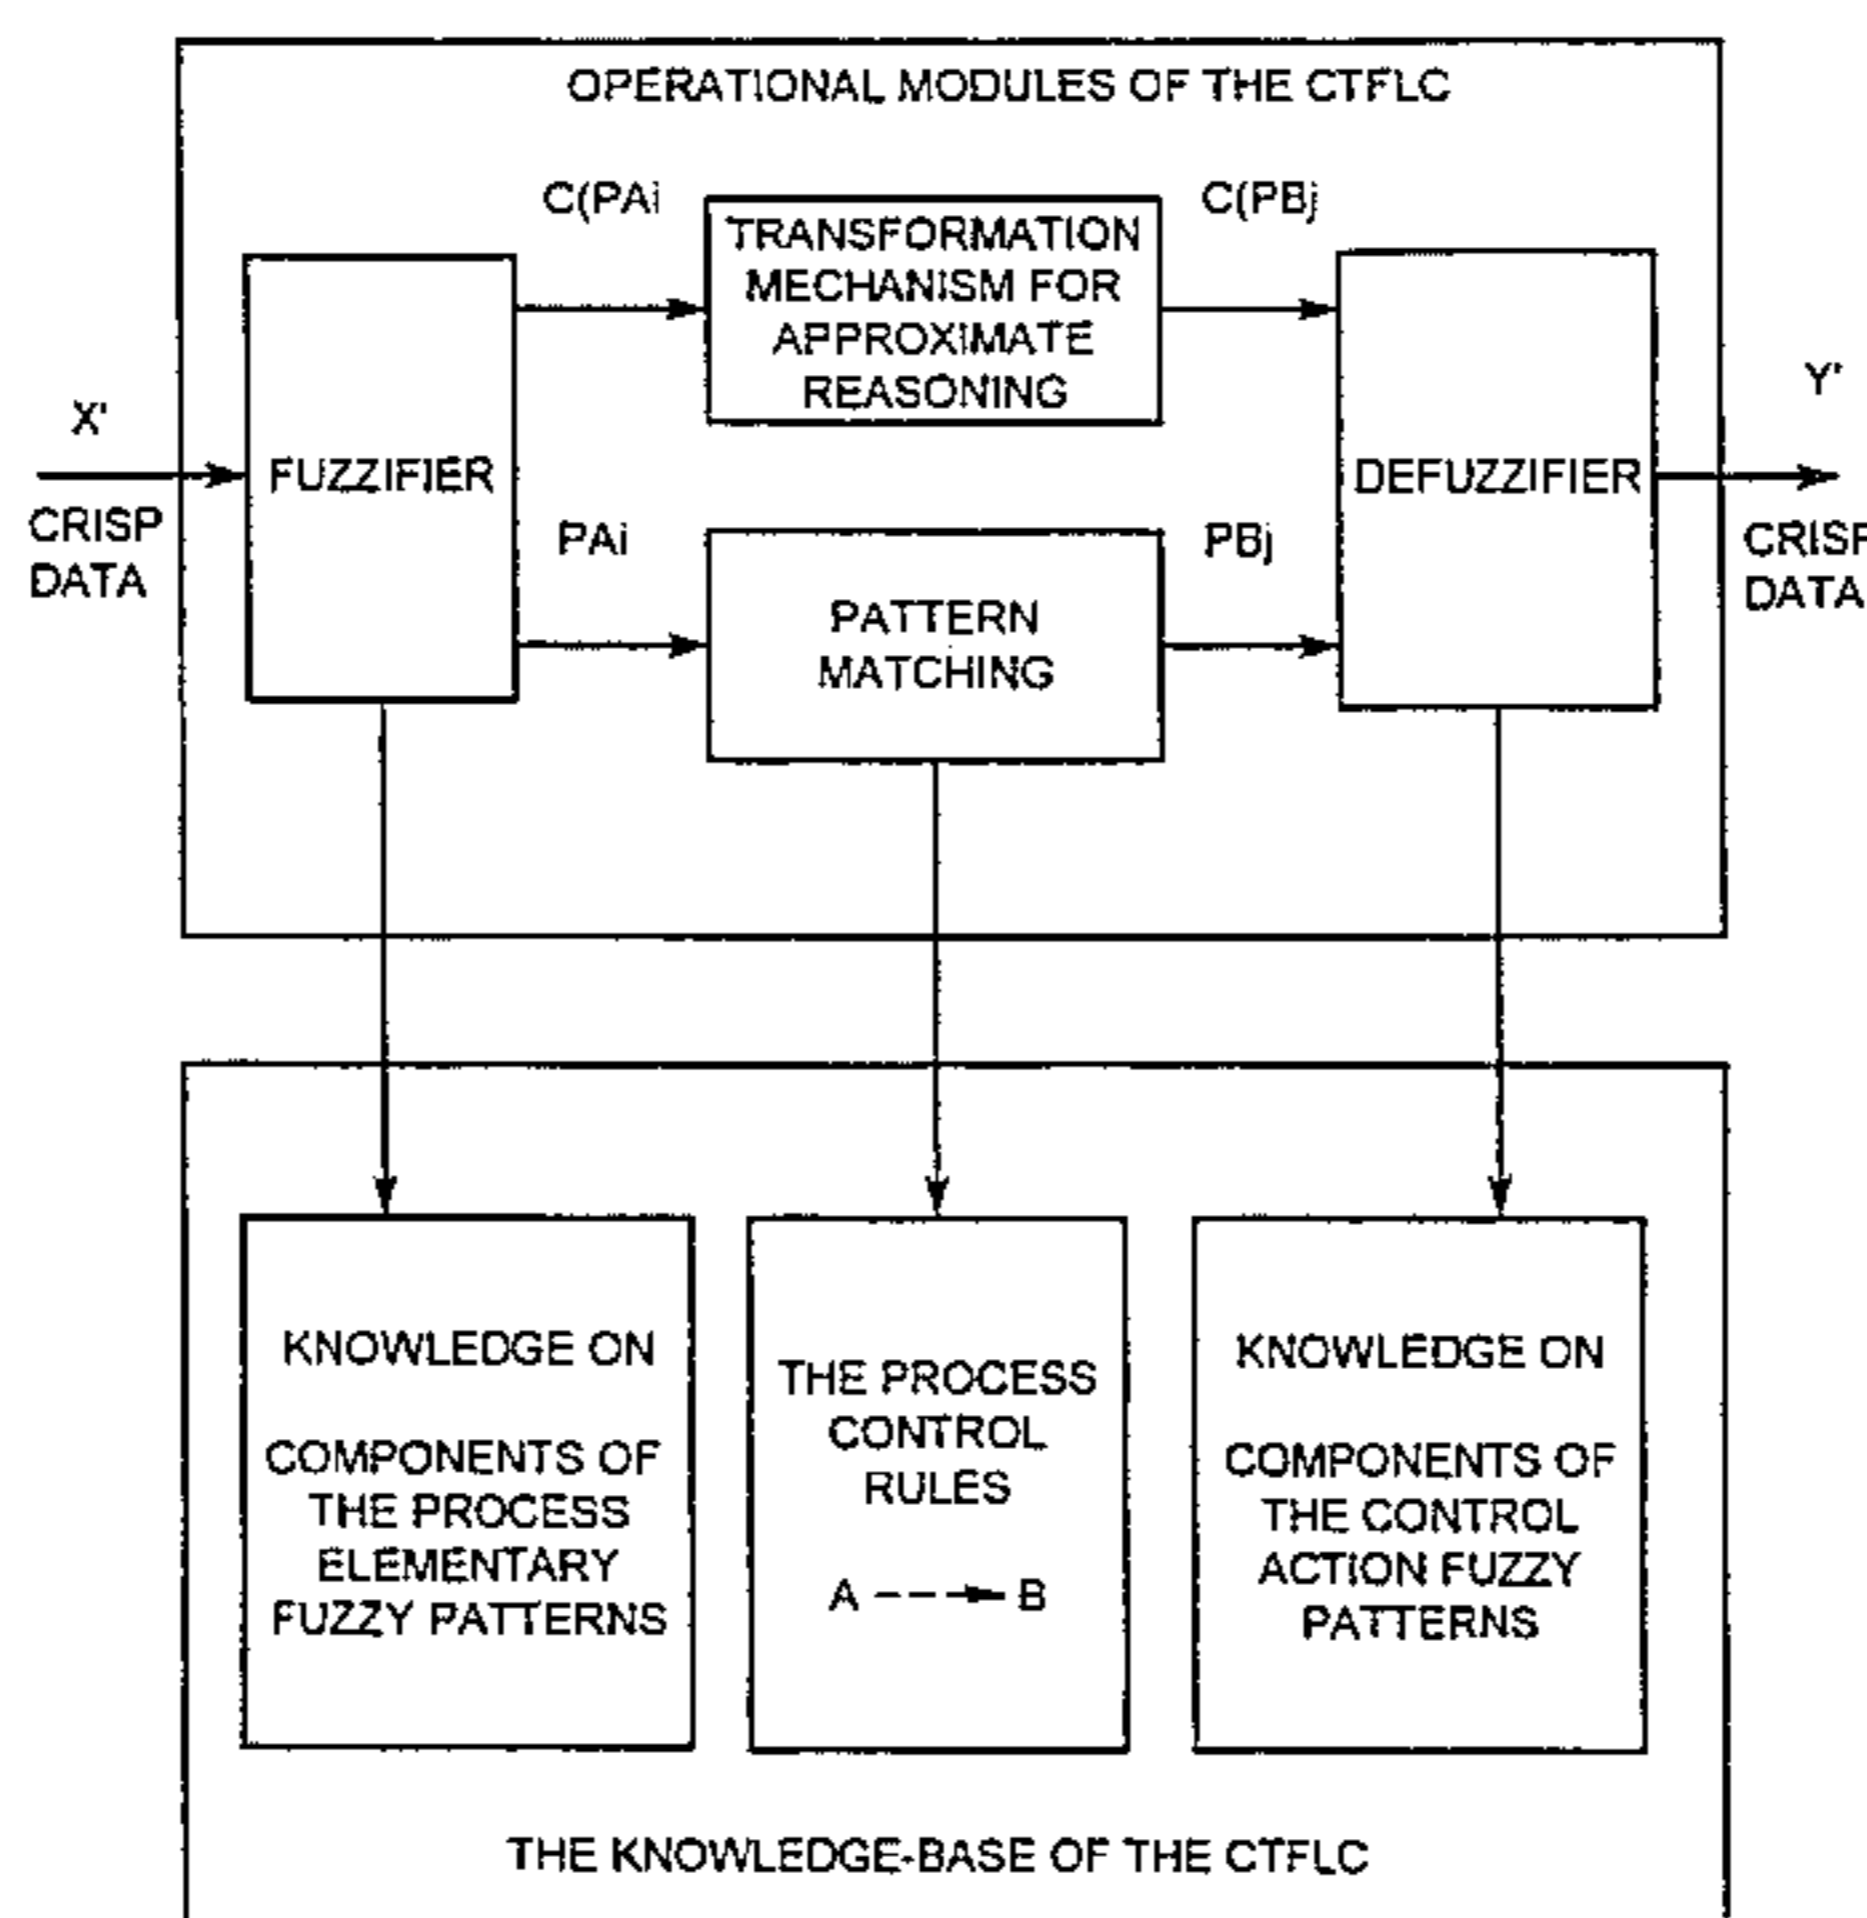 OPERATIONAL MODULES OF THE CTFLC
C(PAi
TRANSFORMATION
MECHANISM FOR
APPROXIMATE
REASONING
C(PBj
X'
CRISP
DATA
FUZZIFIER
PAi
PATTERN
MATCHING
PBj
DEFUZZIFIER
Y'
CRISP
DATA
KNOWLEDGE ON
COMPONENTS OF
THE PROCESS
ELEMENTARY
FUZZY PATTERNS
THE PROCESS
CONTROL
RULES
A B
KNOWLEDGE ON
COMPONENTS OF
THE CONTROL
ACTION FUZZY
PATTERNS
THE KNOWLEDGE-BASE OF THE CTFLC